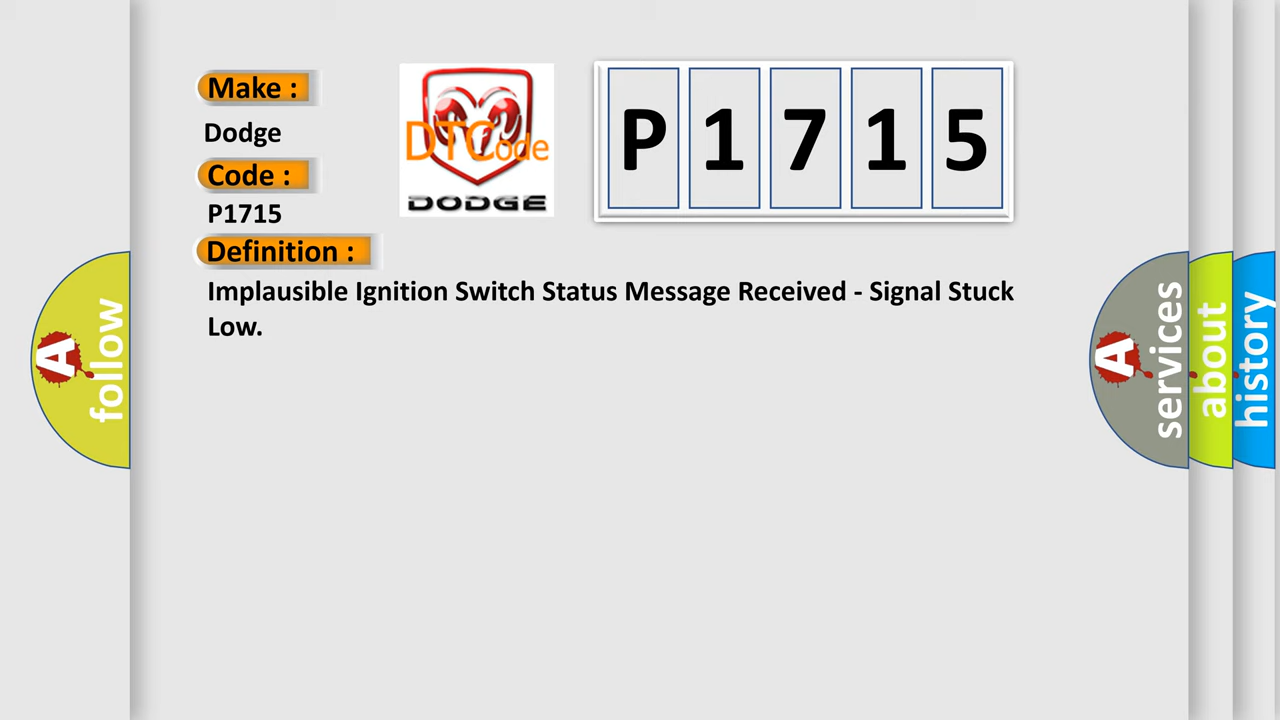 Make :
Dodge
Code :
P1715
Definition :
Implausible Ignition Switch Status Message Received - Signal Stuck
Low.
DTCode
DODGE
P 1 7 1 5
A follow
A services
about
history